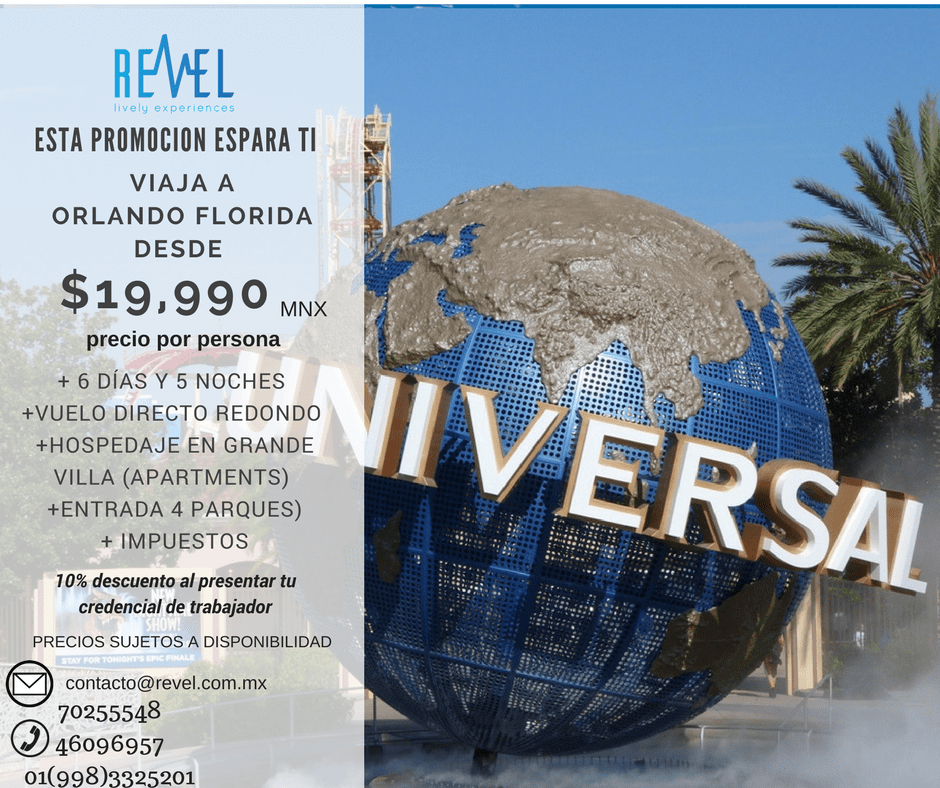 REVEL
lively experiences
ESTA PROMOCION ESPARA TI
VIAJA A
ORLANDO FLORIDA
DESDE
$19,990 MNX
precio por persona
+ 6 DÍAS Y 5 NOCHES
+VUELO DIRECTO REDONDO
+HOSPEDAJE EN GRANDE
VILLA (APARTMENTS)
+ENTRADA 4 PARQUES)
+ IMPUESTOS
10% descuento al presentar tu
credencial de trabajador
PRECIOS SUJETOS A DISPONIBILIDAD
contacto@revel.com.mx
70255548
46096957
01(998)3325201
UNIVERSAL
NEW
SHOW!
STAY FOR TONIGHT'S EPIC FINALS